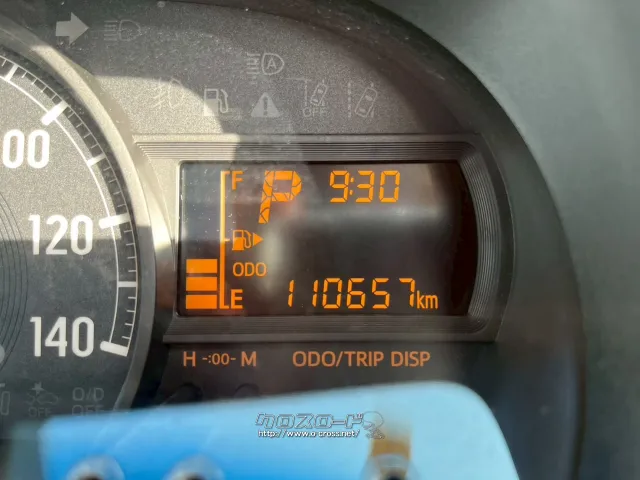 A
OFF
100
120
140
F
P
9:30
ODO
E
110657km
H -:00- M ODO/TRIP DISP
OFF
O/D
OFF
クロスロード
www.o-cross.net/